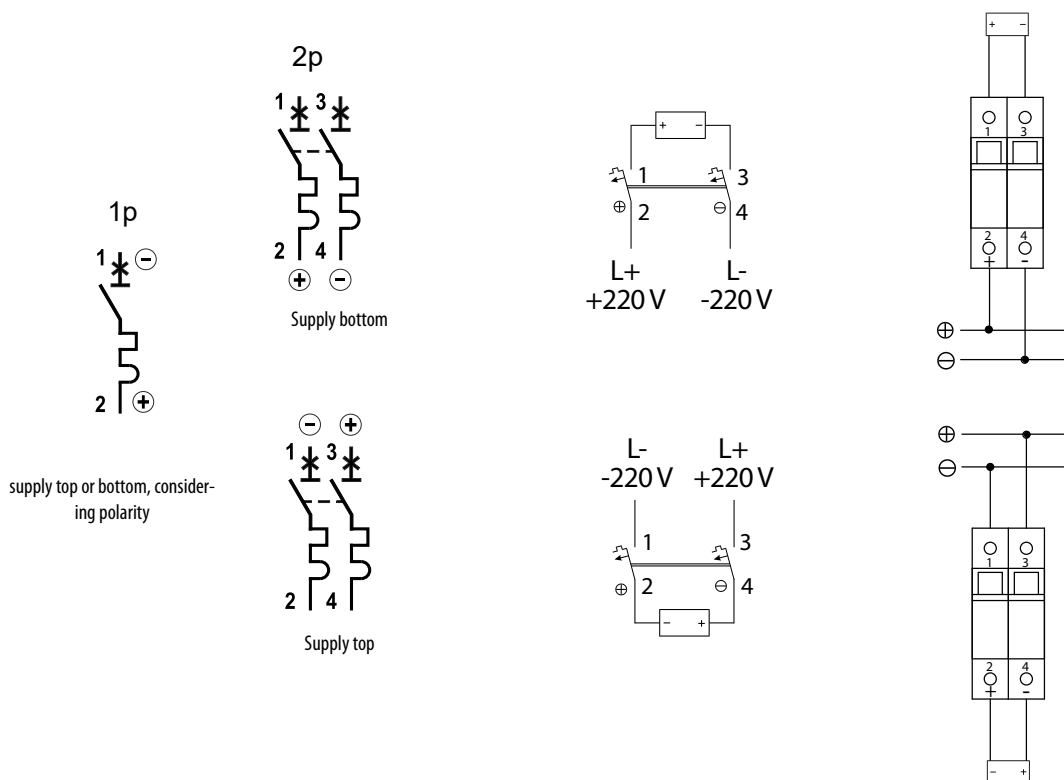 1p
1 ⊖
2 ⊕
supply top or bottom, consider-
ing polarity
2p
1 3
2 4
⊕ ⊖
Supply bottom
⊖ ⊕
1 3
2 4
Supply top
+ -
1 3
⊕ 2 ⊖ 4
L+ L-
+220 V -220 V
L- L+
-220 V +220 V
1 3
⊕ 2 ⊖ 4
- +
+ -
1 3
2 4
+ -
⊕
⊖
⊕
⊖
1 3
2 4
+ -
- +